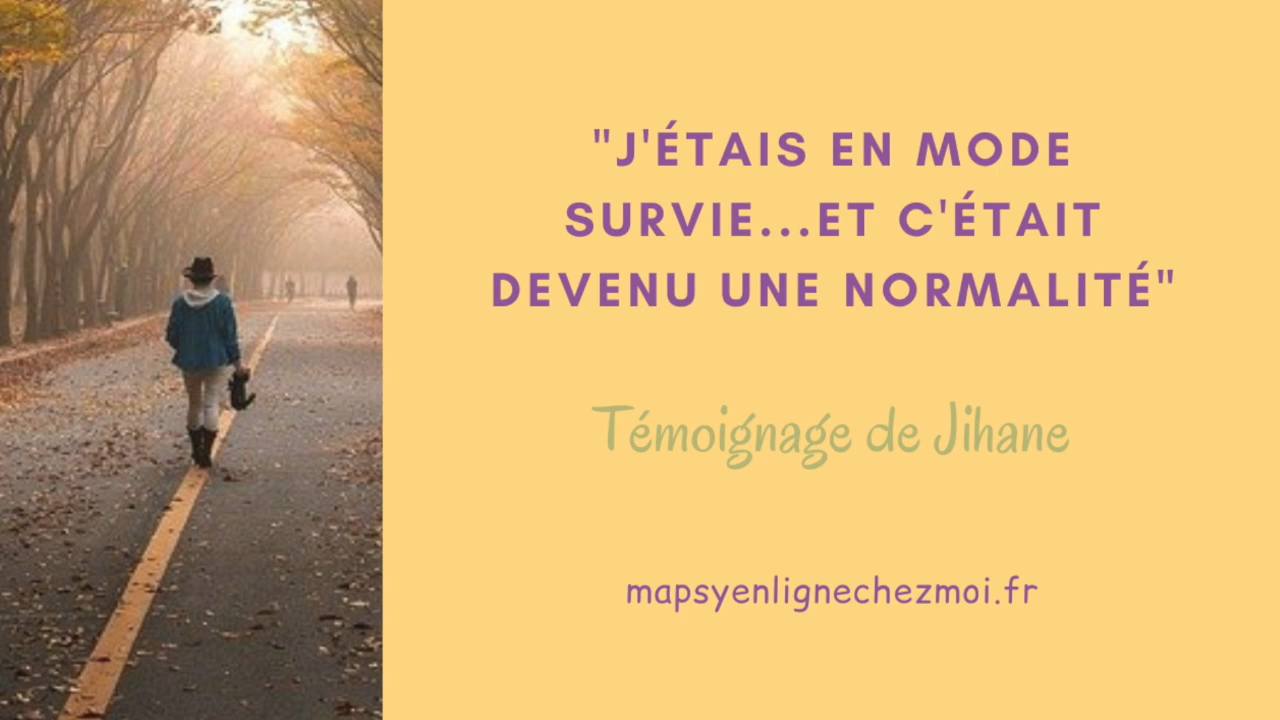 "J'ÉTAIS EN MODE
SURVIE...ET C'ÉTAIT
DEVENU UNE NORMALITÉ"
Témoignage de Jihane
mapsyenlignechezmoi.fr